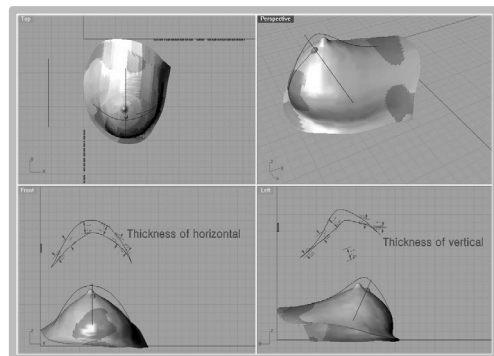 Top
Perspective
Front
Thickness of horizontal
Left
Thickness of vertical